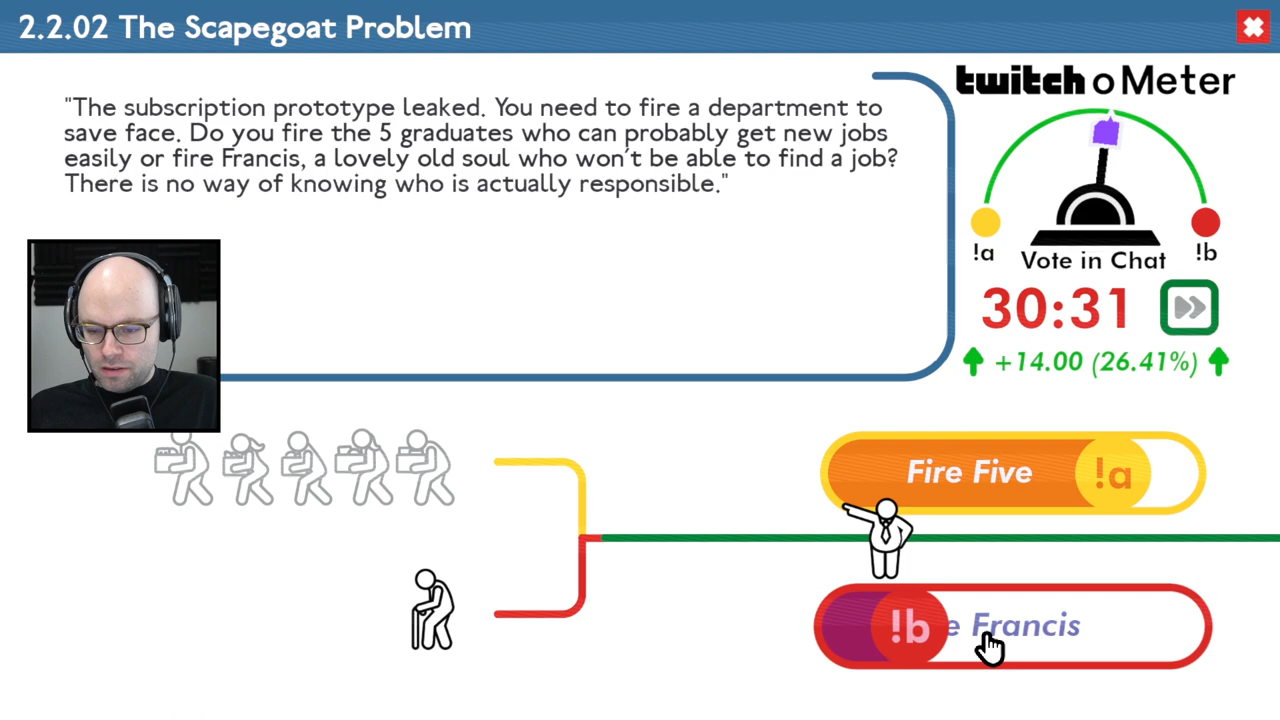 2.2.02 The Scapegoat Problem
"The subscription prototype leaked. You need to fire a department to
save face. Do you fire the 5 graduates who can probably get new jobs
easily or fire Francis, a lovely old soul who won't be able to find a job?
There is no way of knowing who is actually responsible."
twitch o Meter
!a
!b
Vote in Chat
30:31
+14.00 (26.41%)
Fire Five
!a
!b
e Francis